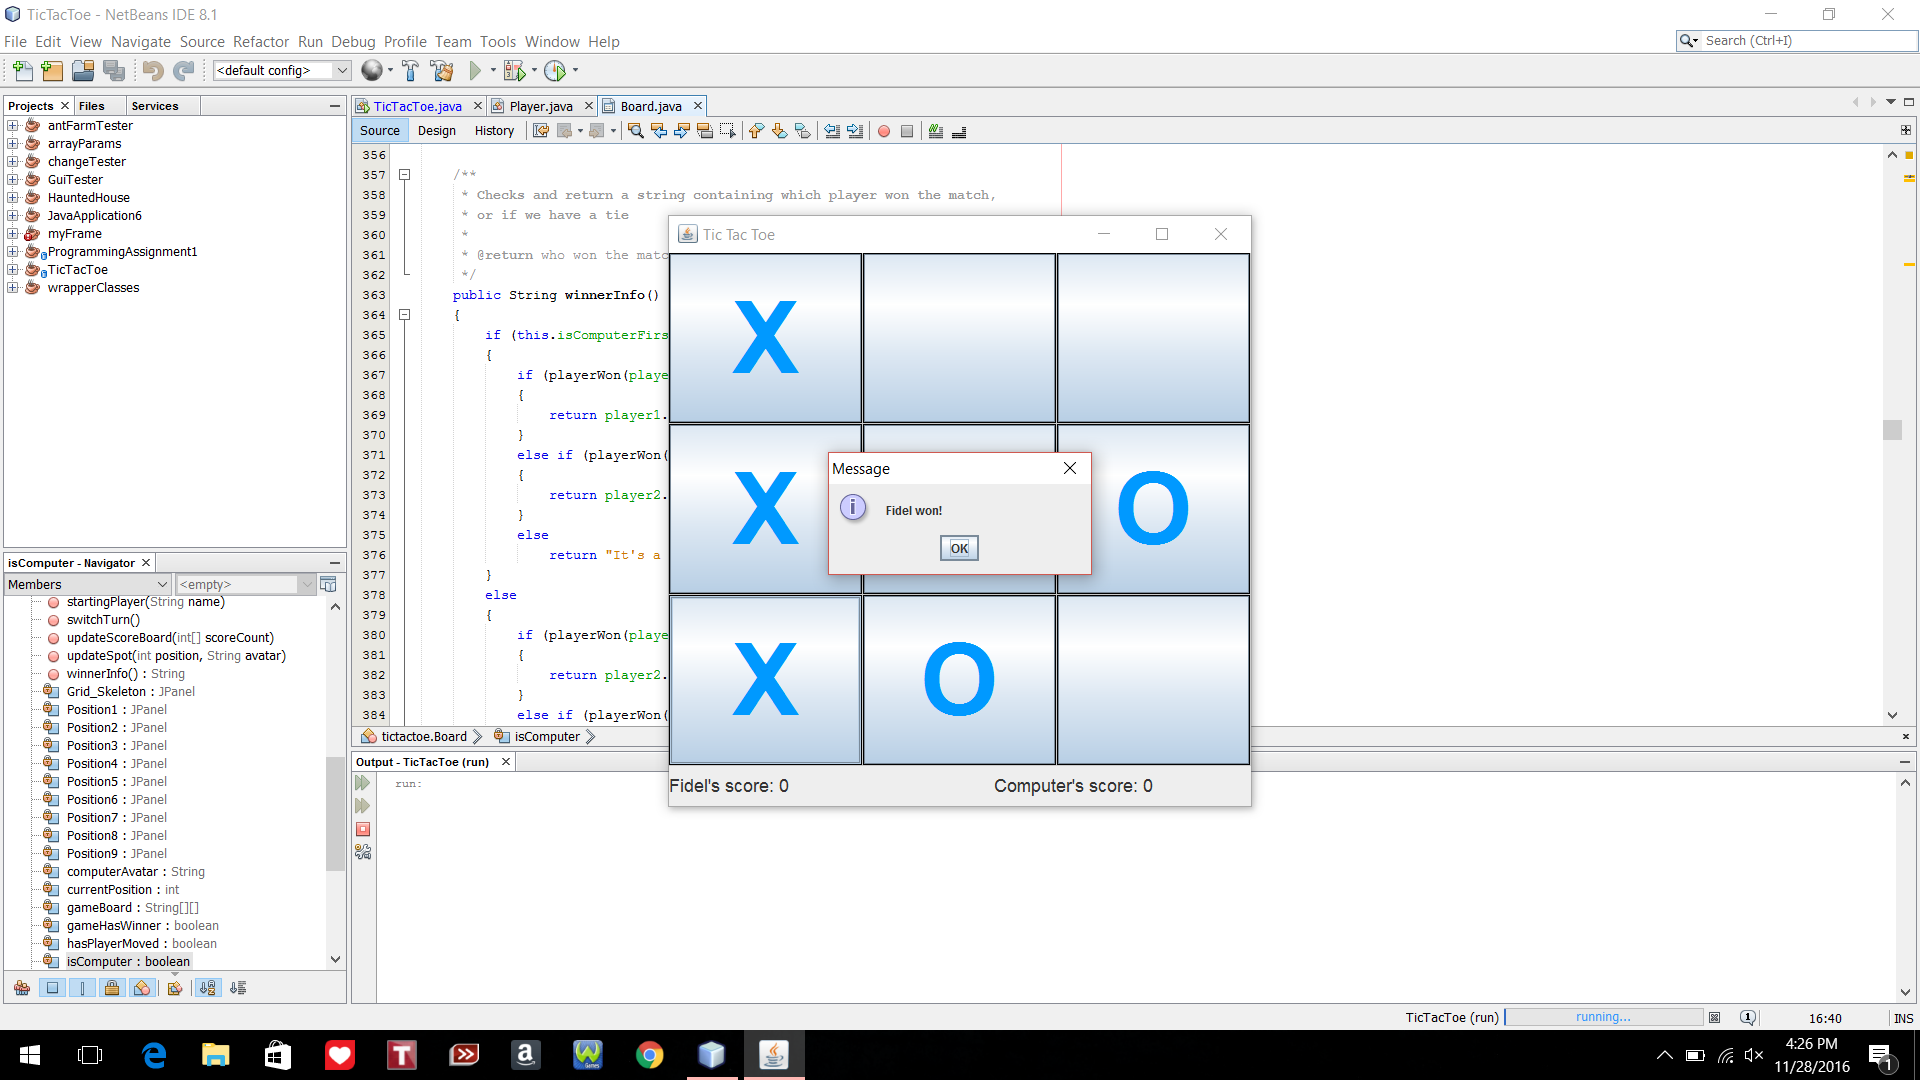 TicTacToe - NetBeans IDE 8.1
File Edit View Navigate Source Refactor Run Debug Profile Team Tools Window Help
Search (Ctrl+I)
<default config>
Projects Files Services
antFarmTester
arrayParams
changeTester
GuiTester
HauntedHouse
JavaApplication6
myFrame
ProgrammingAssignment1
TicTacToe
wrapperClasses
isComputer - Navigator
Members <empty>
startingPlayer(String name)
switchTurn()
updateScoreBoard(int[] scoreCount)
updateSpot(int position, String avatar)
winnerInfo() : String
Grid_Skeleton : JPanel
Position1 : JPanel
Position2 : JPanel
Position3 : JPanel
Position4 : JPanel
Position5 : JPanel
Position6 : JPanel
Position7 : JPanel
Position8 : JPanel
Position9 : JPanel
computerAvatar : String
currentPosition : int
gameBoard : String[][]
gameHasWinner : boolean
hasPlayerMoved : boolean
isComputer : boolean
TicTacToe.java Player.java Board.java
Source Design History
356
357 /**
358 * Checks and return a string containing which player won the match,
359 * or if we have a tie
360 *
361 * @return who won the matc
362 */
363 public String winnerInfo()
364 {
365 if (this.isComputerFirs
366 {
367 if (playerWon(playe
368 {
369 return player1.
370 }
371 else if (playerWon(
372 {
373 return player2.
374 }
375 else
376 return "It's a
377 }
378 else
379 {
380 if (playerWon(playe
381 {
382 return player2.
383 }
384 else if (playerWon(
tictactoe.Board isComputer
Output - TicTacToe (run)
run:
Tic Tac Toe
X
X O
X O
Message
Fidel won!
OK
Fidel's score: 0 Computer's score: 0
TicTacToe (run) running... 1 16:40 INS
4:26 PM
11/28/2016
1